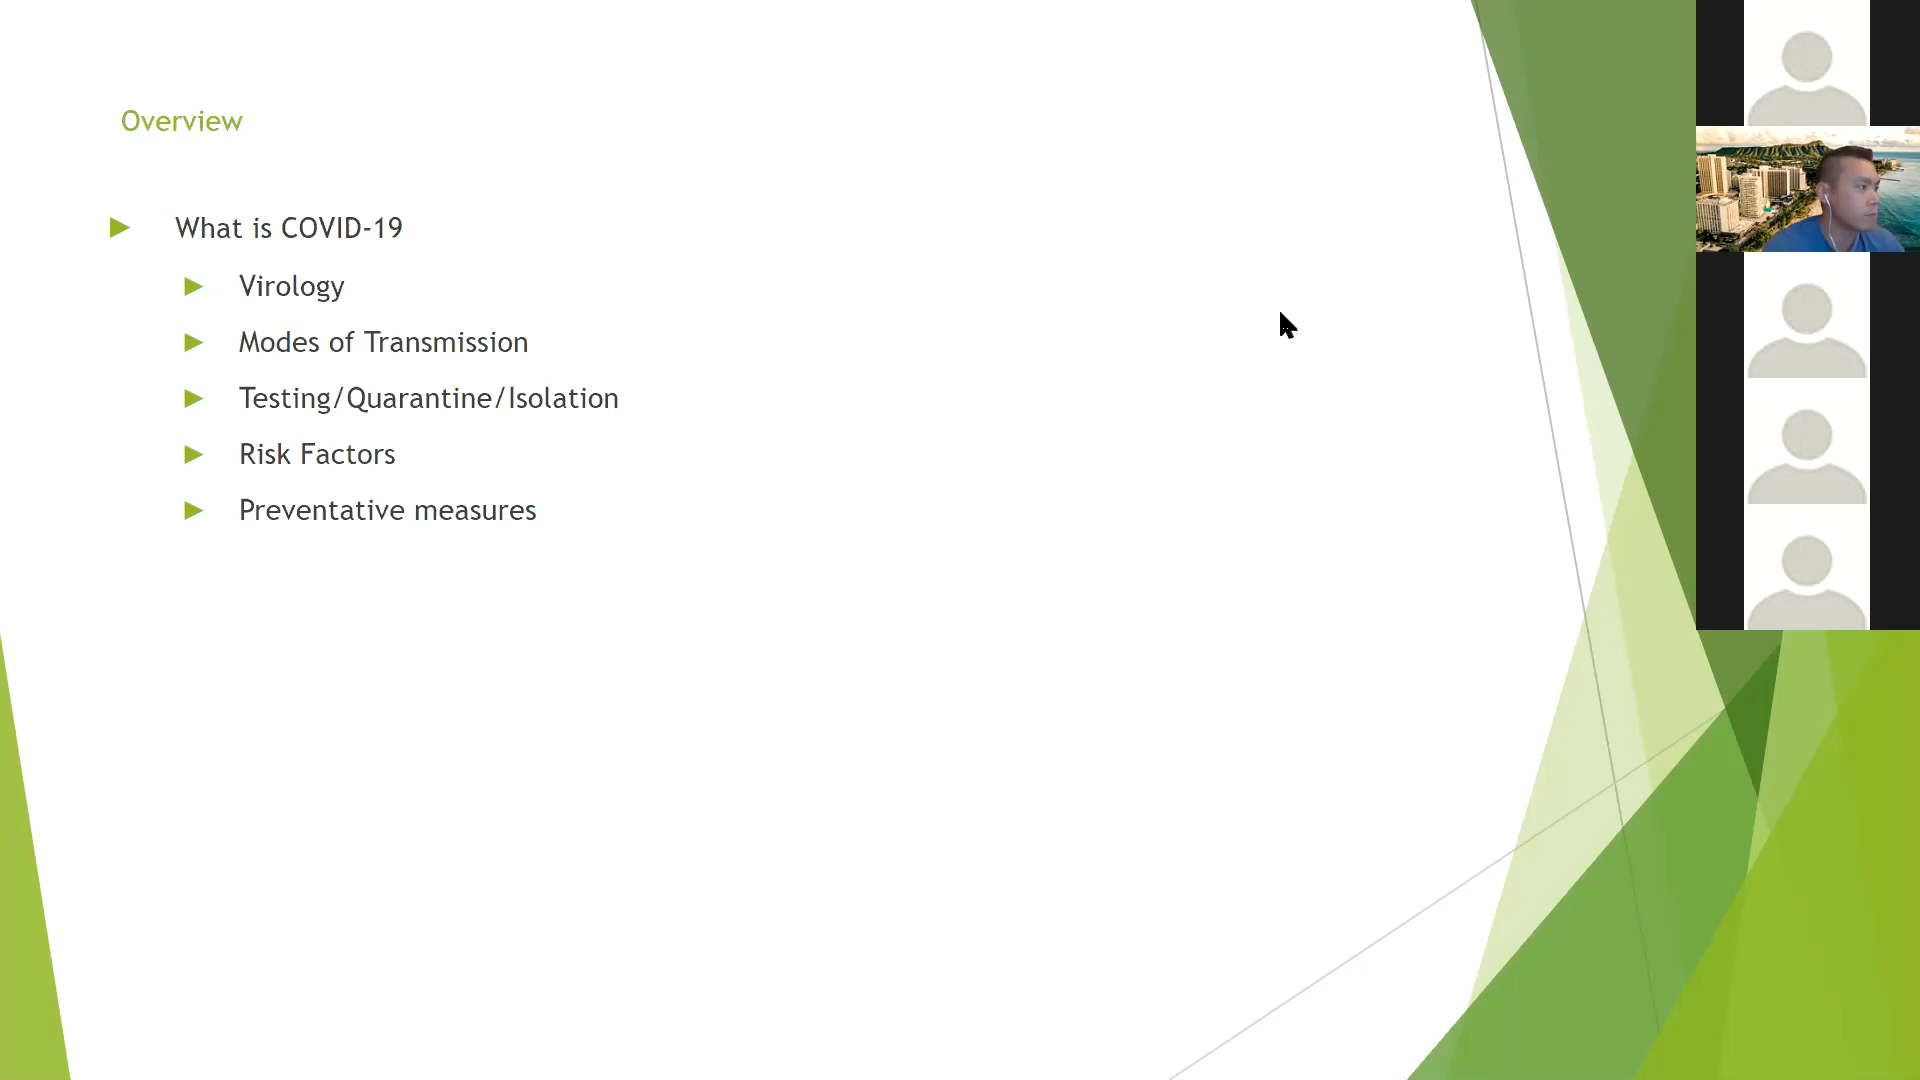 Overview
What is COVID-19
Virology
Modes of Transmission
Testing/Quarantine/Isolation
Risk Factors
Preventative measures